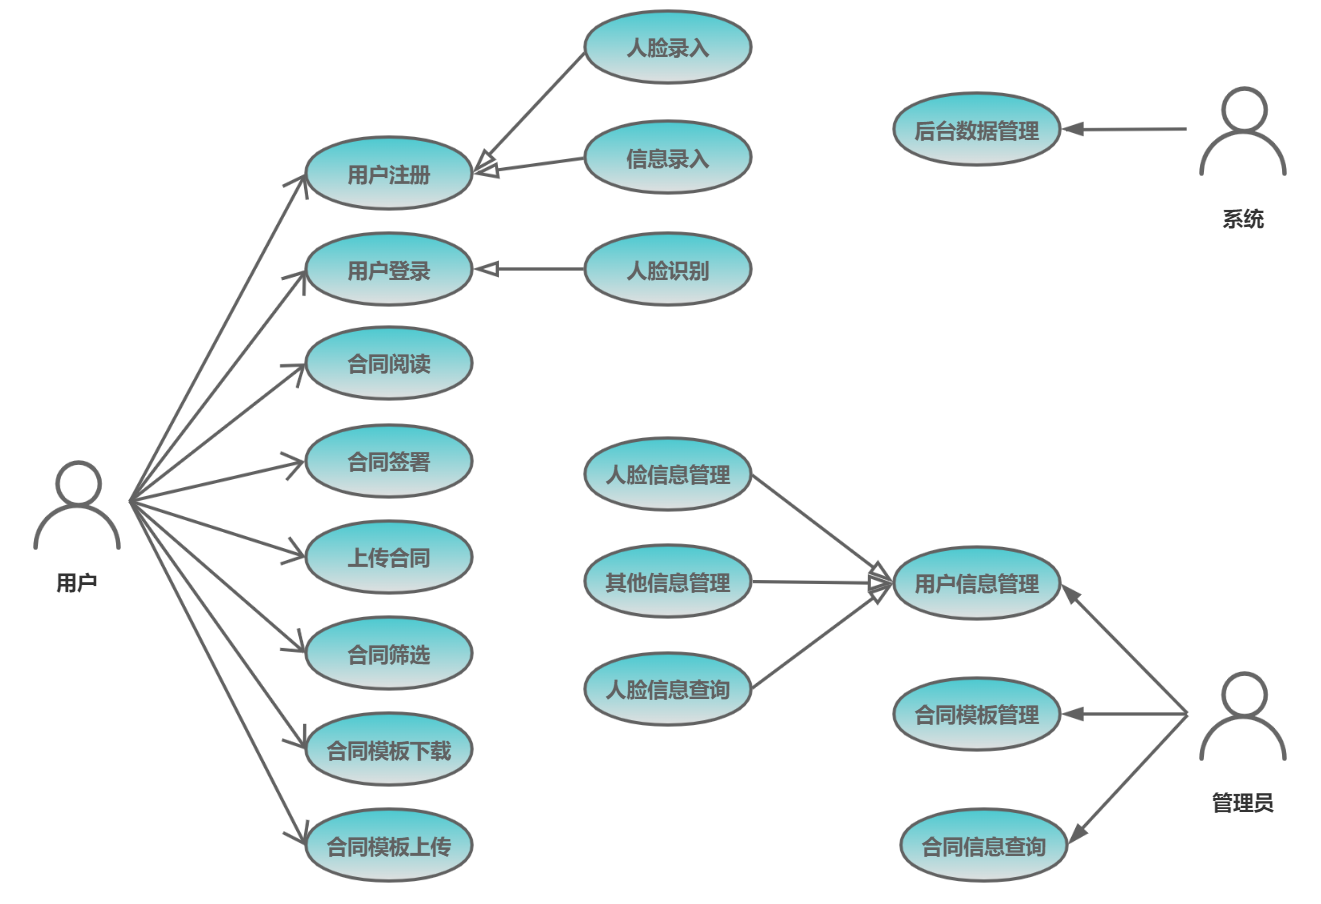 人脸录入
后台数据管理
信息录入
用户注册
系统
用户登录
人脸识别
合同阅读
合同签署
人脸信息管理
上传合同
用户
其他信息管理
用户信息管理
合同筛选
人脸信息查询
合同模板管理
合同模板下载
管理员
合同模板上传
合同信息查询